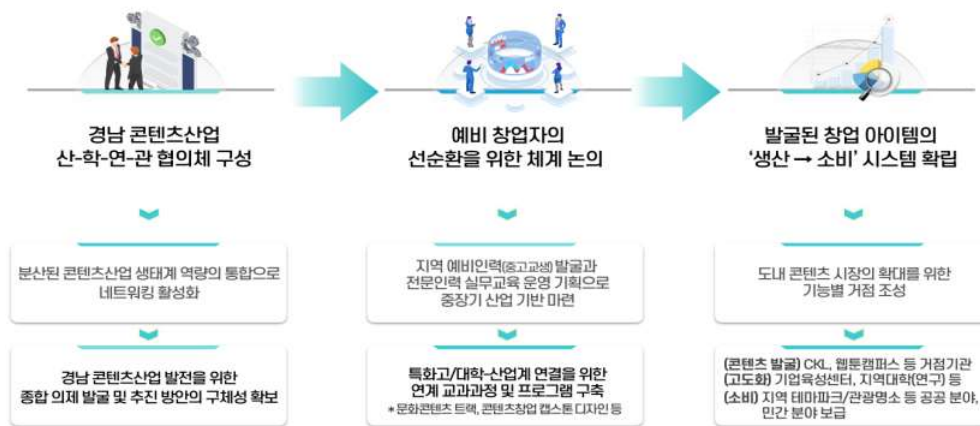 경남 콘텐츠산업
산-학-연-관 협의체 구성
분산된 콘텐츠산업 생태계 역량의 통합으로
네트워킹 활성화
경남 콘텐츠산업 발전을 위한
종합 의제 발굴 및 추진 방안의 구체성 확보
예비 창업자의
선순환을 위한 체계 논의
지역 예비인력(중고교생) 발굴과
전문인력 실무교육 운영 기획으로
중장기 산업 기반 마련
특화고/대학-산업계 연결을 위한
연계 교과과정 및 프로그램 구축
* 문화콘텐츠 트랙, 콘텐츠창업 캡스톤 디자인 등
발굴된 창업 아이템의
‘생산 → 소비’ 시스템 확립
도내 콘텐츠 시장의 확대를 위한
기능별 거점 조성
(콘텐츠 발굴) CKL, 웹툰캠퍼스 등 거점기관
(고도화) 기업육성센터, 지역대학(연구) 등
(소비) 지역 테마파크/관광명소 등 공공 분야,
민간 분야 보급